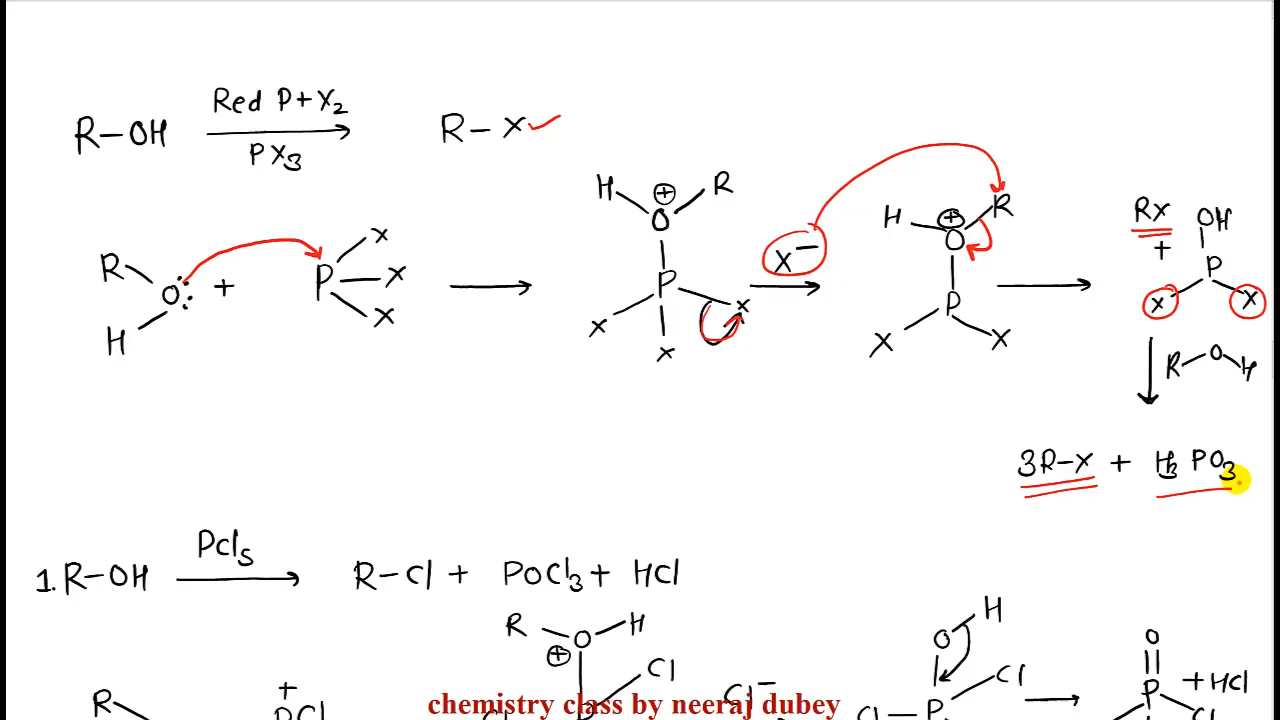 Red P+X2
R-OH R-X
PX3
H ⊕ R
O
R O: + P X X X
H
P X X X
X-
H ⊕ R
O
P
X X
RX
+
OH
P
X X
R O H
3R-X + H3PO3
PCl5
1. R-OH R-Cl + POCl3 + HCl
R O H
⊕
Cl
R
+
PCl
Cl-
H
O
Cl-P Cl
O
P +HCl
Cl
chemistry class by neeraj dubey